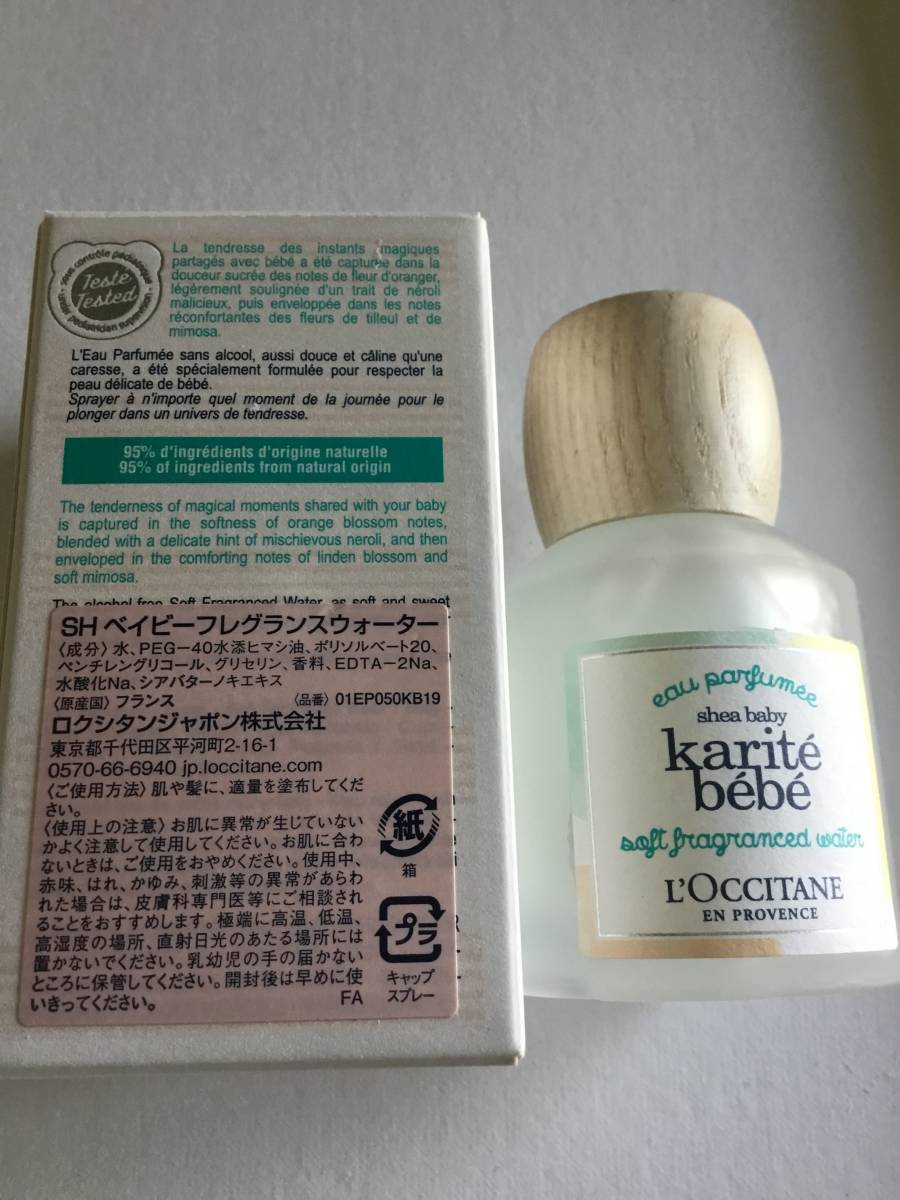 sous contrôle pédiatrique
Testé
Tested
under pediatrician supervision
La tendresse des instants magiques
partagés avec bébé a été capturée dans la
douceur sucrée des notes de fleur d'oranger,
légèrement soulignée d'un trait de néroli
malicieux, puis enveloppée dans les notes
réconfortantes des fleurs de tilleul et de
mimosa.
L'Eau Parfumée sans alcool, aussi douce et câline qu'une
caresse, a été spécialement formulée pour respecter la
peau délicate de bébé.
Sprayer à n'importe quel moment de la journée pour le
plonger dans un univers de tendresse.
95% d'ingrédients d'origine naturelle
95% of ingredients from natural origin
The tenderness of magical moments shared with your baby
is captured in the softness of orange blossom notes,
blended with a delicate hint of mischievous neroli, and then
enveloped in the comforting notes of linden blossom and
soft mimosa.
The alcohol-free Soft Fragranced Water, as soft and sweet
SH ベイビーフレグランスウォーター
〈成分〉水、PEG-40水添ヒマシ油、ポリソルベート20、
ペンチレングリコール、グリセリン、香料、EDTA-2Na、
水酸化Na、シアバターノキエキス
〈原産国〉フランス 〈品番〉01EP050KB19
ロクシタンジャポン株式会社
東京都千代田区平河町2-16-1
0570-66-6940 jp.loccitane.com
〈ご使用方法〉肌や髪に、適量を塗布してくだ
さい。
〈使用上の注意〉お肌に異常が生じていない
かよく注意して使用してください。お肌に合わ
ないときは、ご使用をおやめください。使用中、
赤味、はれ、かゆみ、刺激等の異常があらわ
れた場合は、皮膚科専門医等にご相談され
ることをおすすめします。極端に高温、低温、
高湿度の場所、直射日光のあたる場所には
置かないでください。乳幼児の手の届かない
ところに保管してください。開封後は早めに使
いきってください。 FA
紙
箱
プラ
キャップ
スプレー
eau parfumée
shea baby
karité
bébé
soft fragranced water
L'OCCITANE
EN PROVENCE